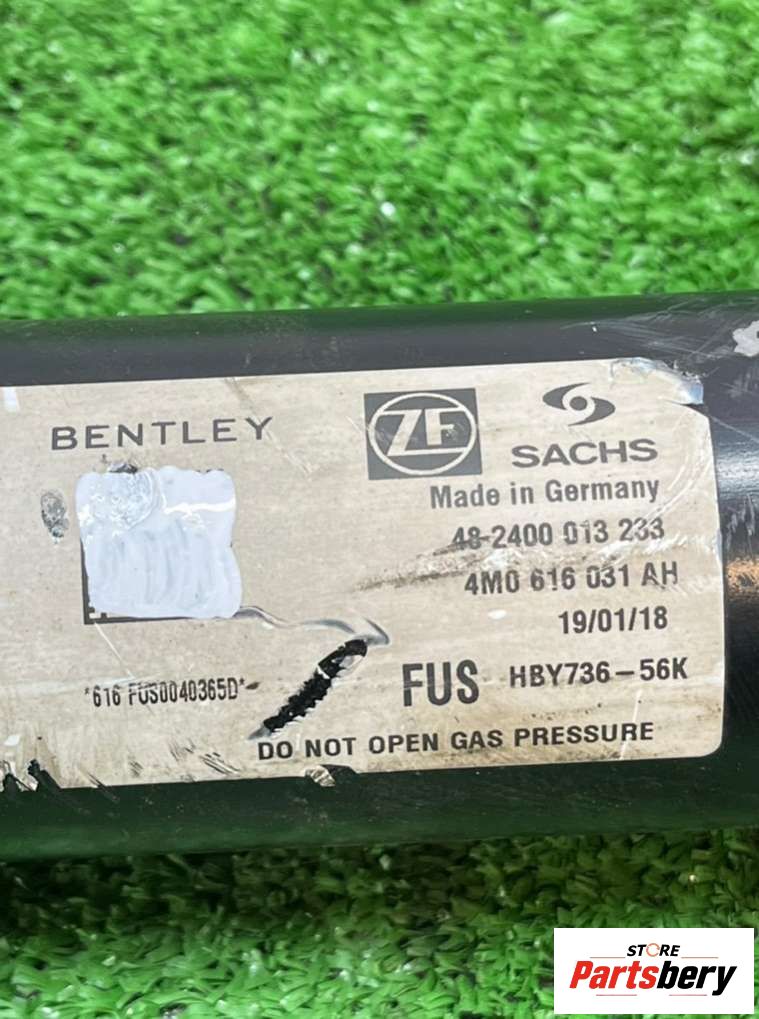 BENTLEY
ZF
SACHS
Made in Germany
48-2400 013 233
4M0 616 031 AH
19/01/18
*616 FUS0040365D*
FUS HBY736-56K
DO NOT OPEN GAS PRESSURE
STORE
Partsbery